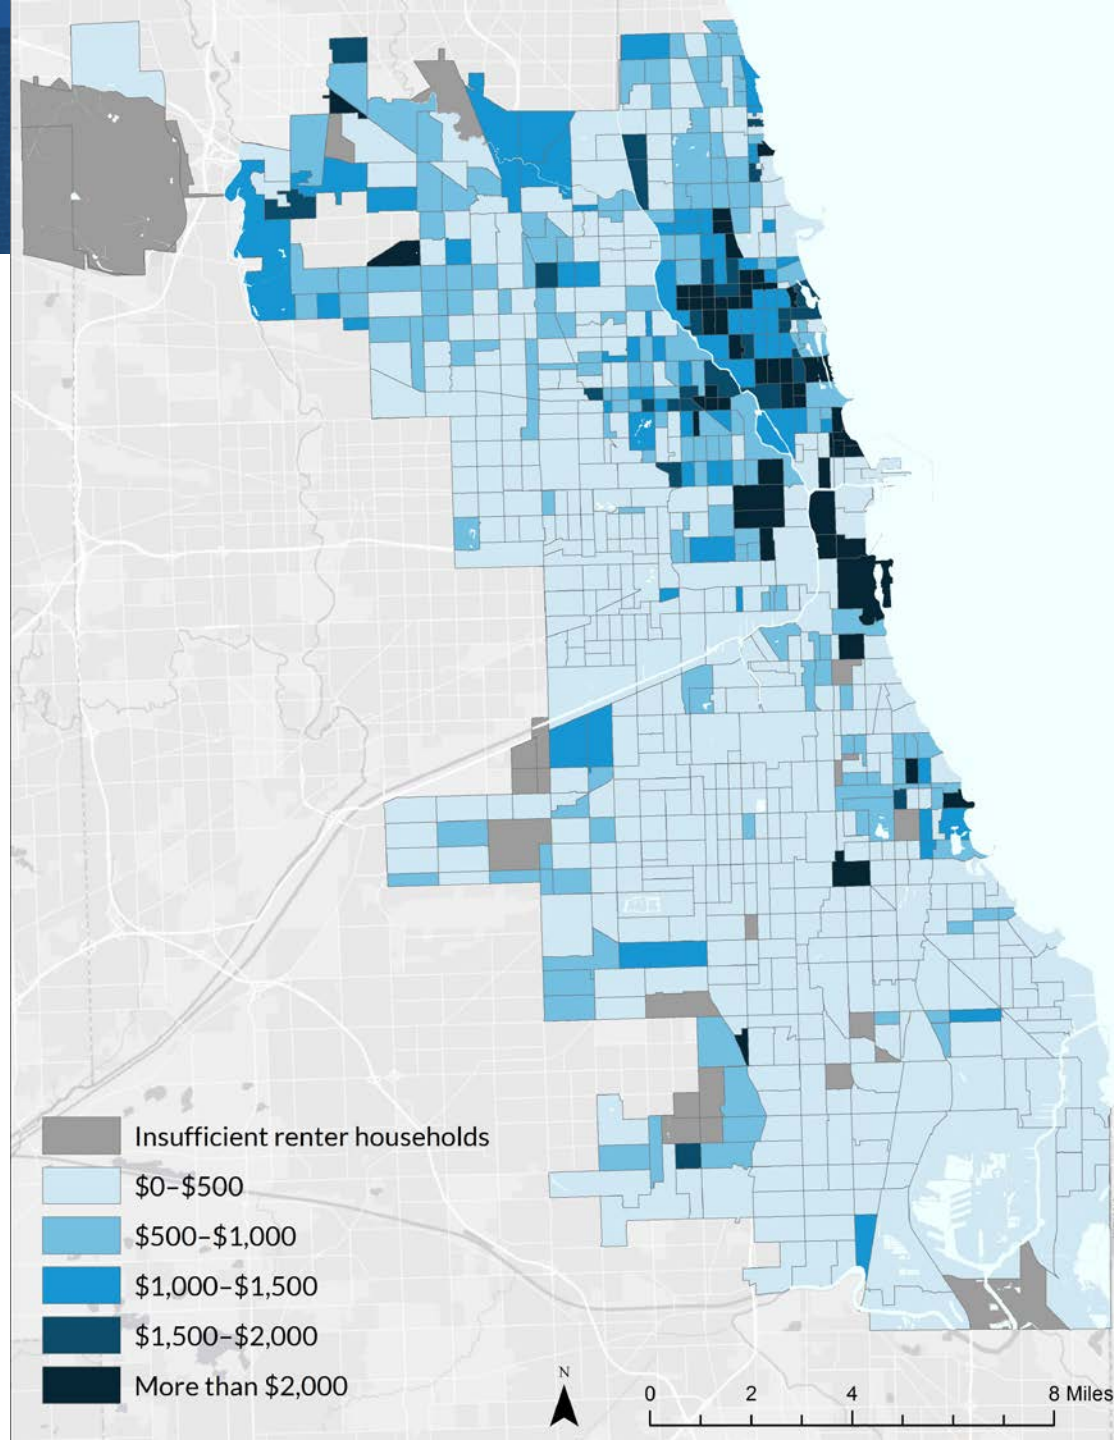 Insufficient renter households
$0–$500
$500–$1,000
$1,000–$1,500
$1,500–$2,000
More than $2,000
N
0 2 4 8 Miles